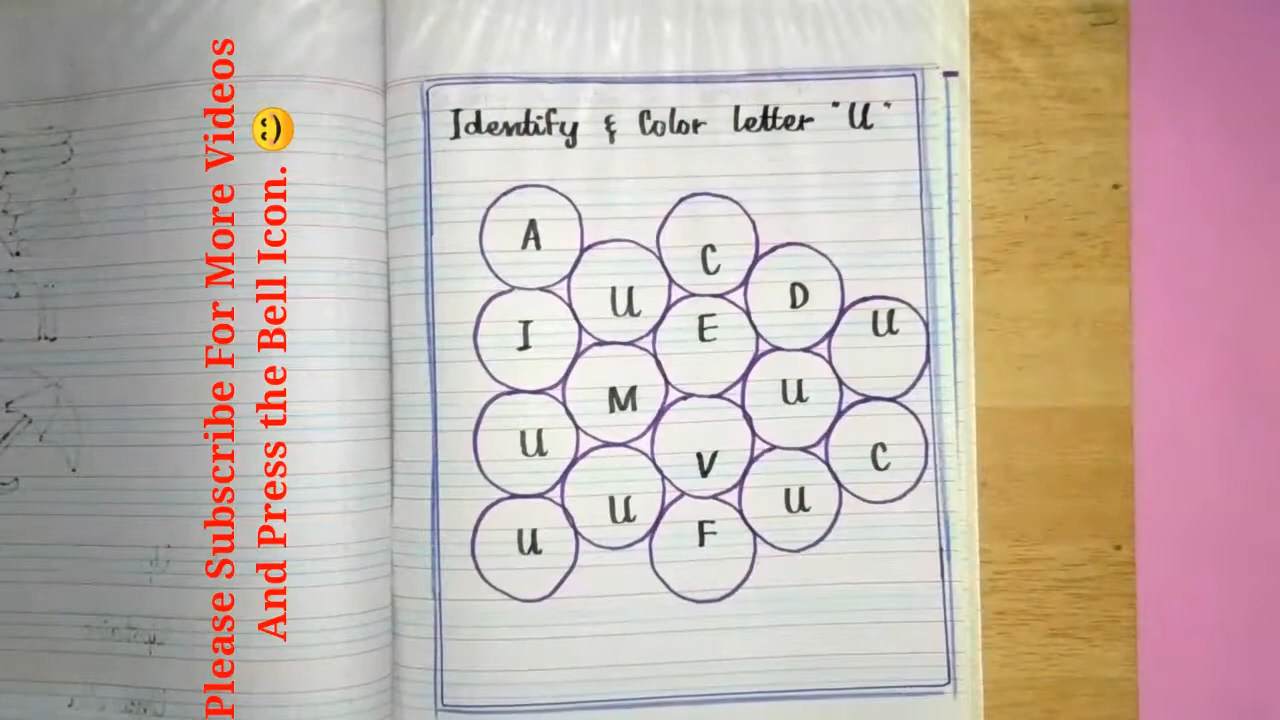 Please Subscribe For More Videos
And Press the Bell Icon. 😊
Identify & Color letter "U"
A
C
U
D
I
E
U
M
U
U
V
C
U
U
U
F